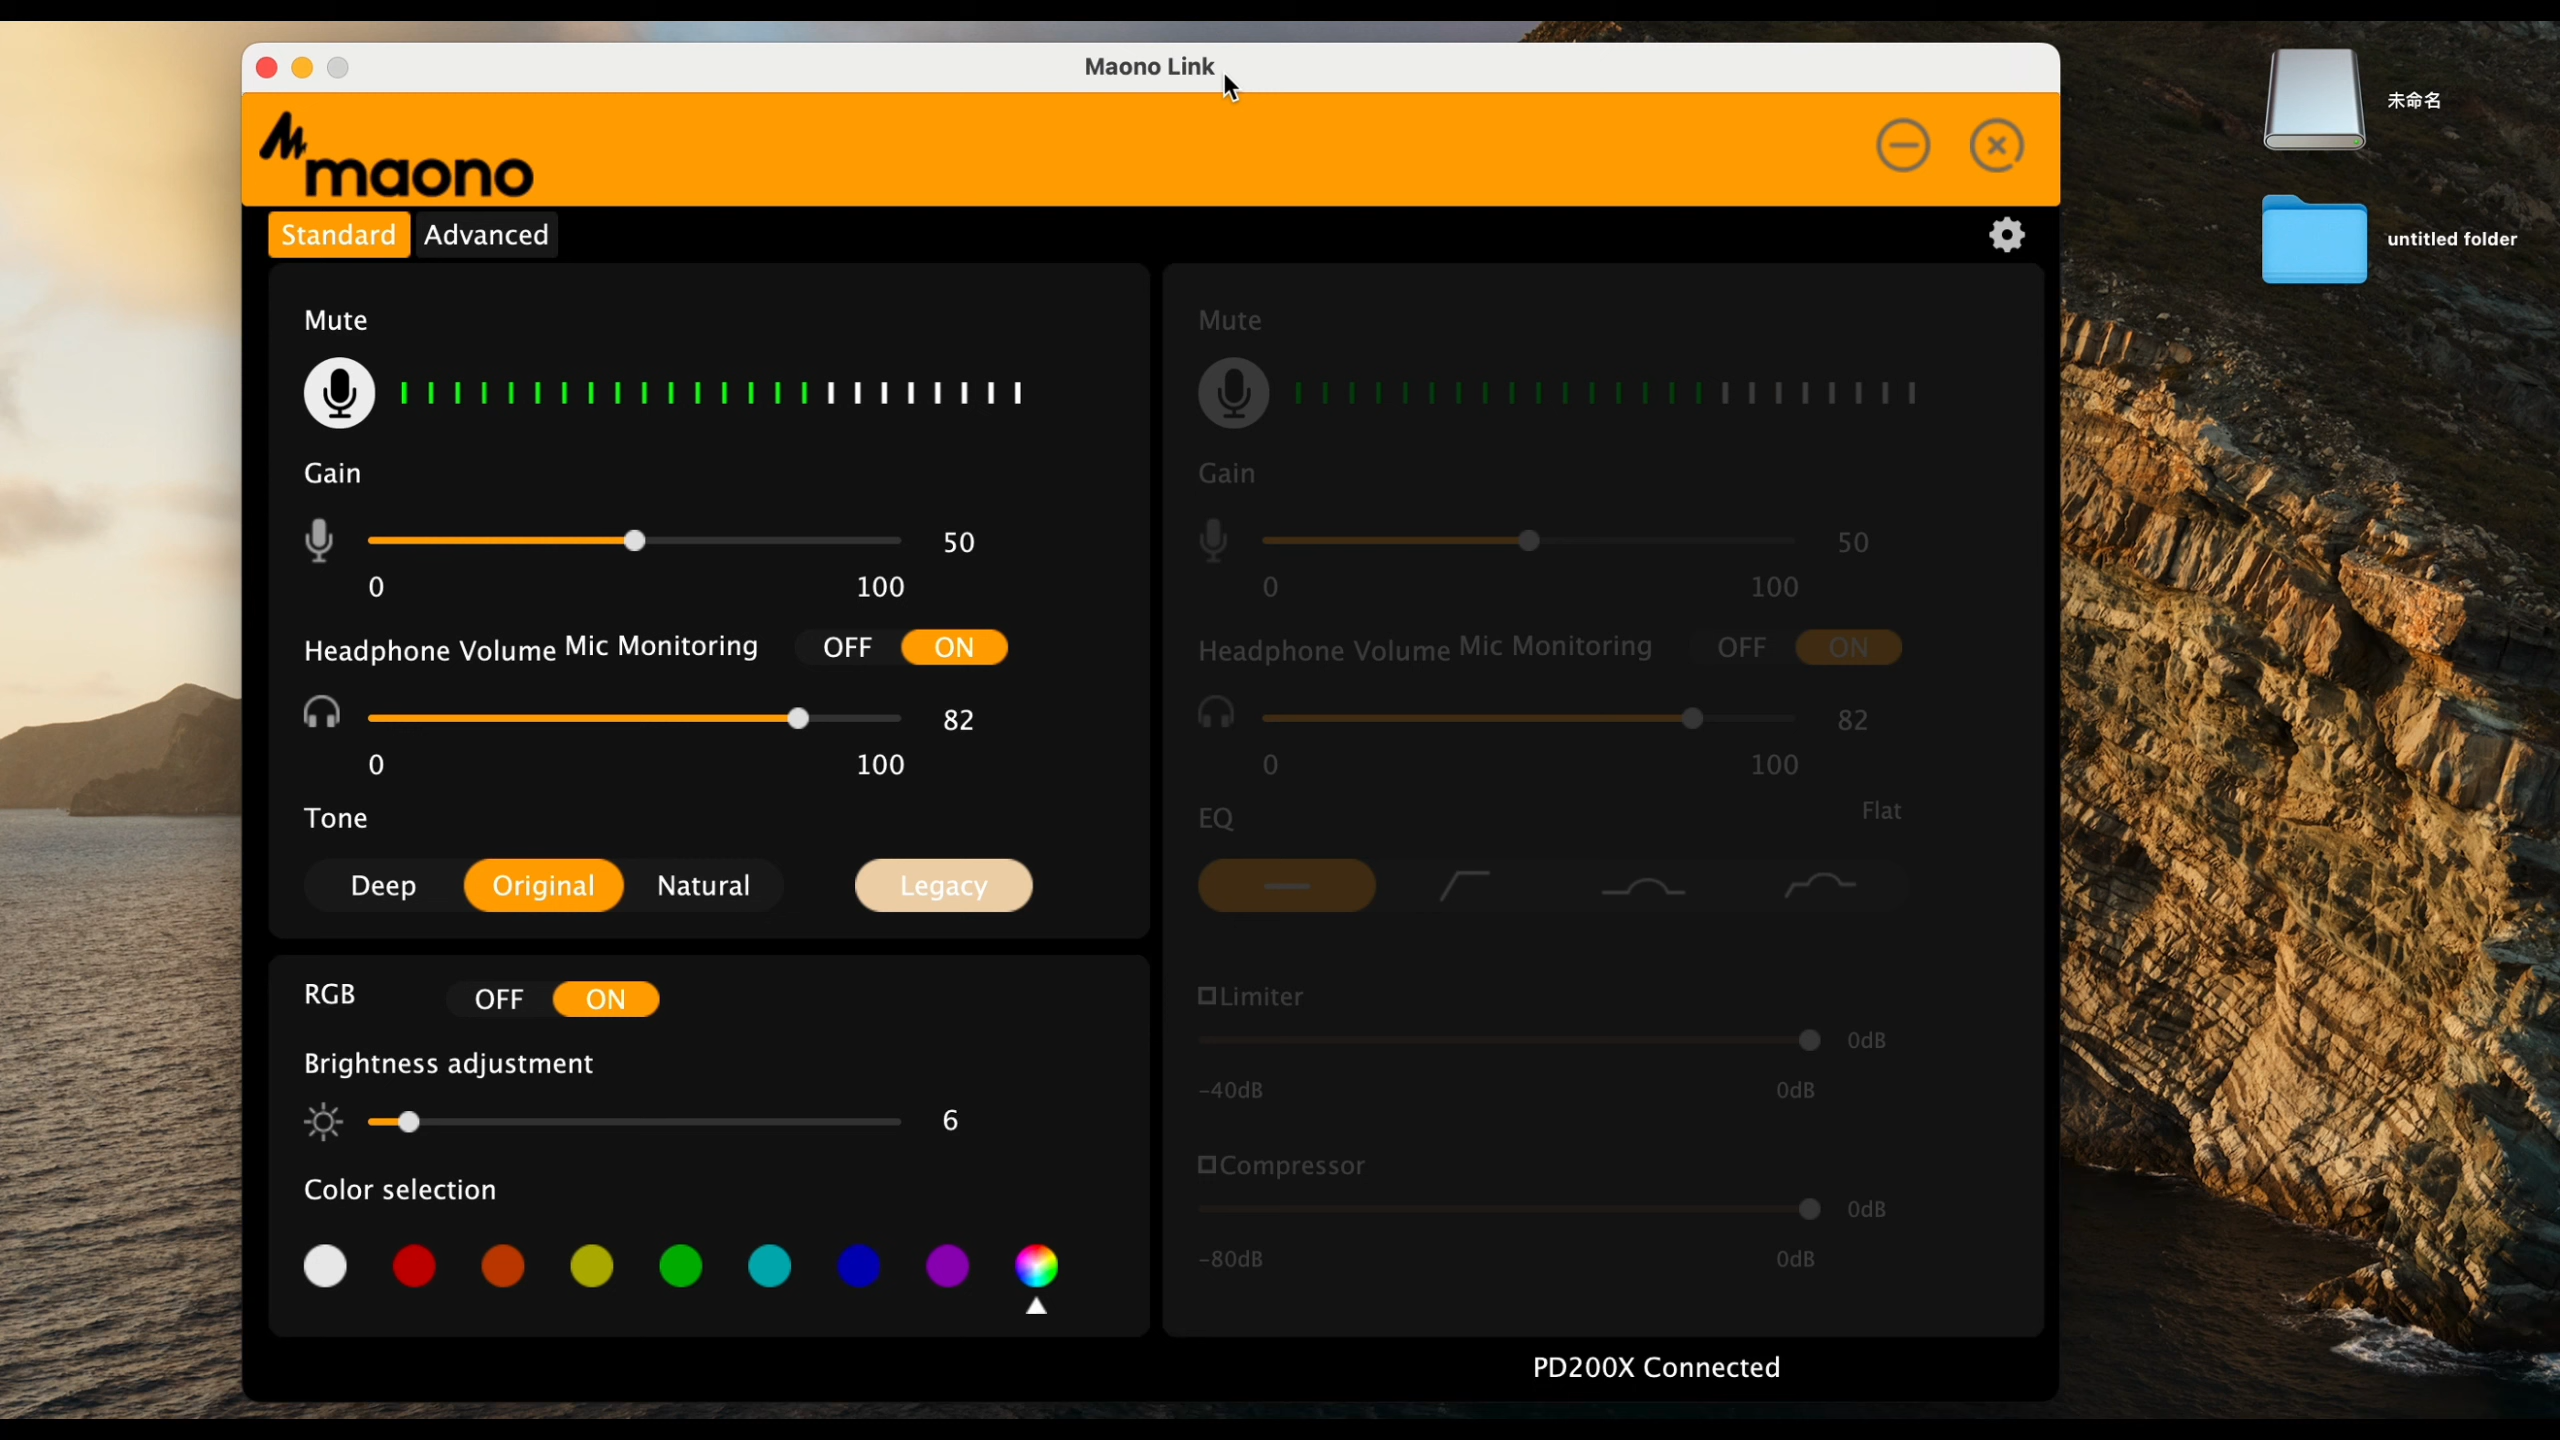 Maono Link
maono
Standard Advanced
Mute
Gain
50
0 100
Headphone Volume Mic Monitoring OFF ON
82
0 100
Tone
Deep Original Natural Legacy
RGB OFF ON
Brightness adjustment
6
Color selection
Mute
Gain
50
0 100
Headphone Volume Mic Monitoring OFF ON
82
0 100
EQ Flat
Limiter
0dB
-40dB 0dB
Compressor
0dB
-80dB 0dB
PD200X Connected
未命名
untitled folder